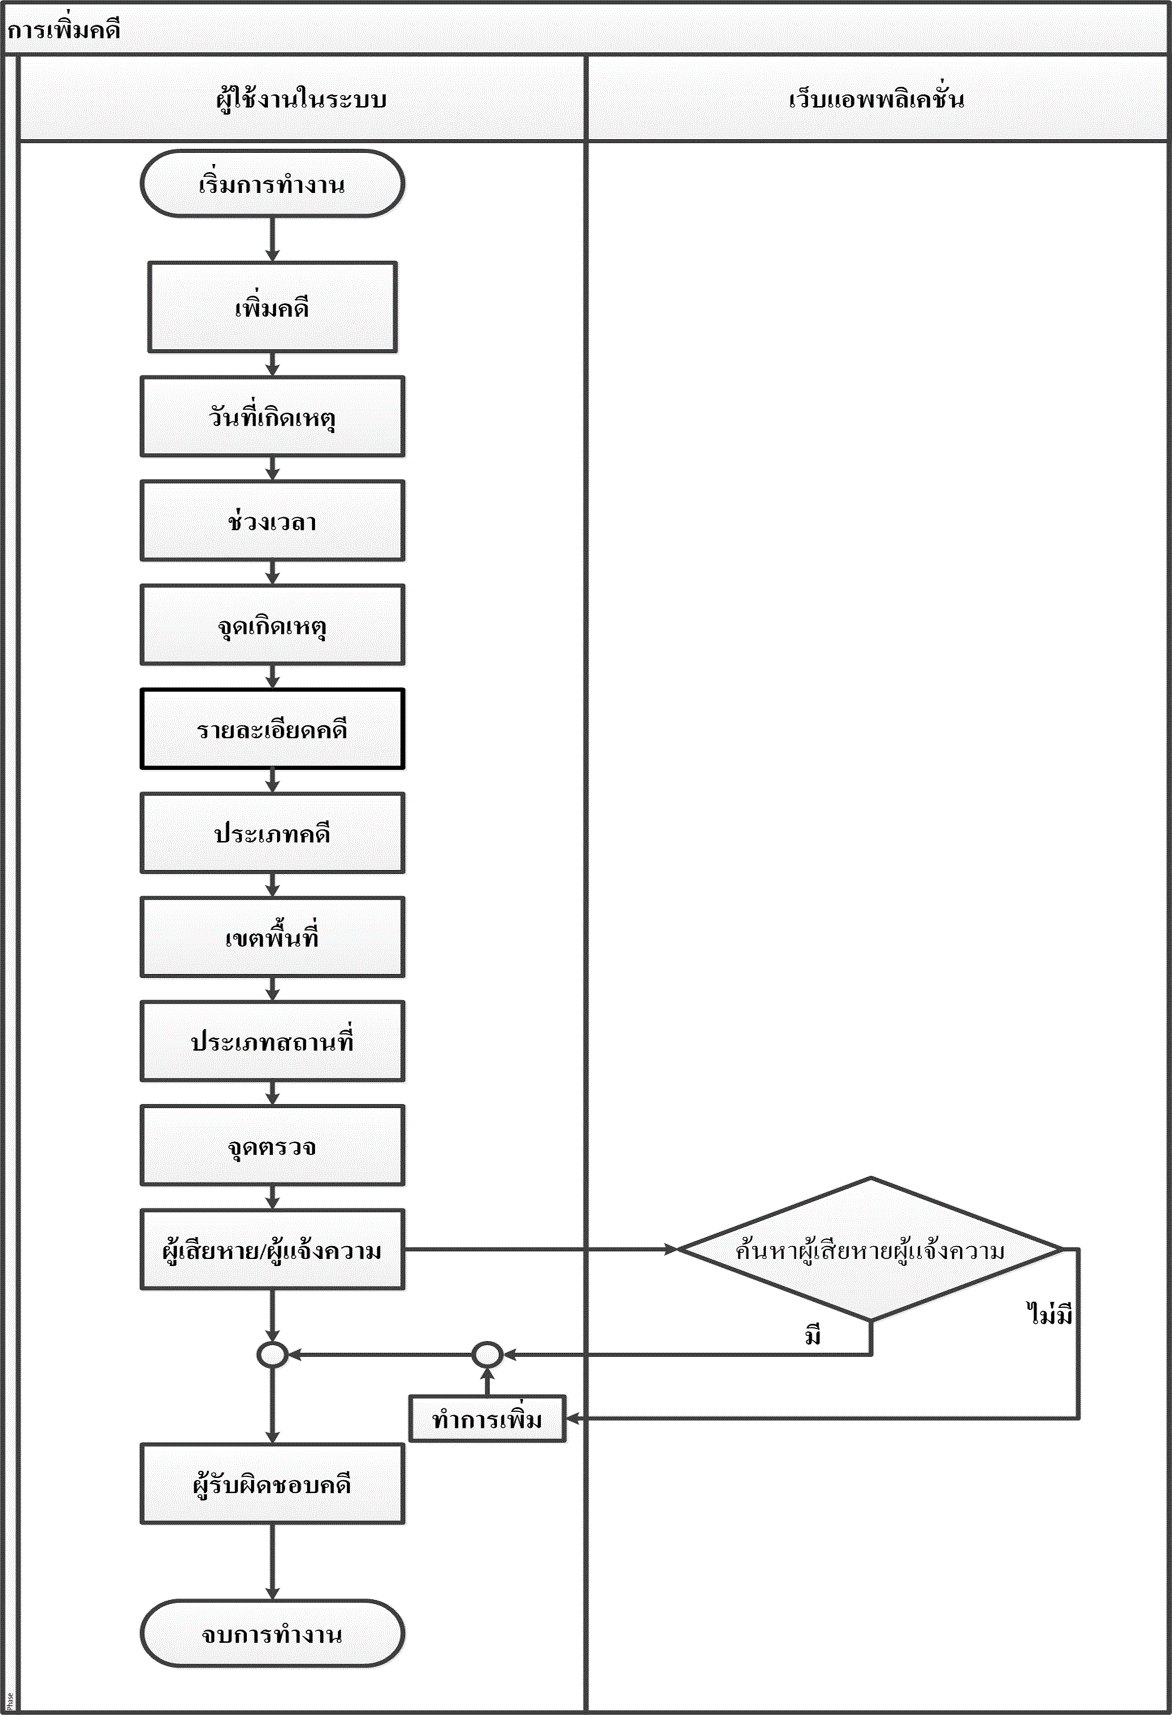 การเพิ่มคดี
ผู้ใช้งานในระบบ
เว็บแอพพลิเคชั่น
เริ่มการทำงาน
เพิ่มคดี
วันที่เกิดเหตุ
ช่วงเวลา
จุดเกิดเหตุ
รายละเอียดคดี
ประเภทคดี
เขตพื้นที่
ประเภทสถานที่
จุดตรวจ
ผู้เสียหาย/ผู้แจ้งความ
ค้นหาผู้เสียหายผู้แจ้งความ
ไม่มี
มี
ทำการเพิ่ม
ผู้รับผิดชอบคดี
จบการทำงาน
Phase